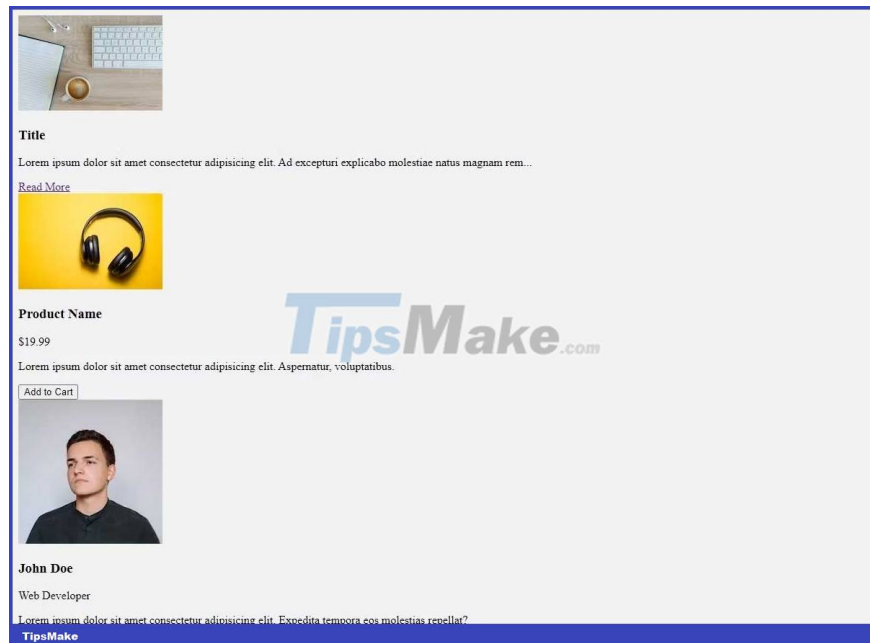 Title
Lorem ipsum dolor sit amet consectetur adipisicing elit. Ad excepturi explicabo molestiae natus magnam rem...
Read More
Product Name
$19.99
TipsMake.com
Lorem ipsum dolor sit amet consectetur adipisicing elit. Aspernatur, voluptatibus.
Add to Cart
John Doe
Web Developer
Lorem ipsum dolor sit amet consectetur adipisicing elit. Expedita tempora eos molestias repellat?
TipsMake